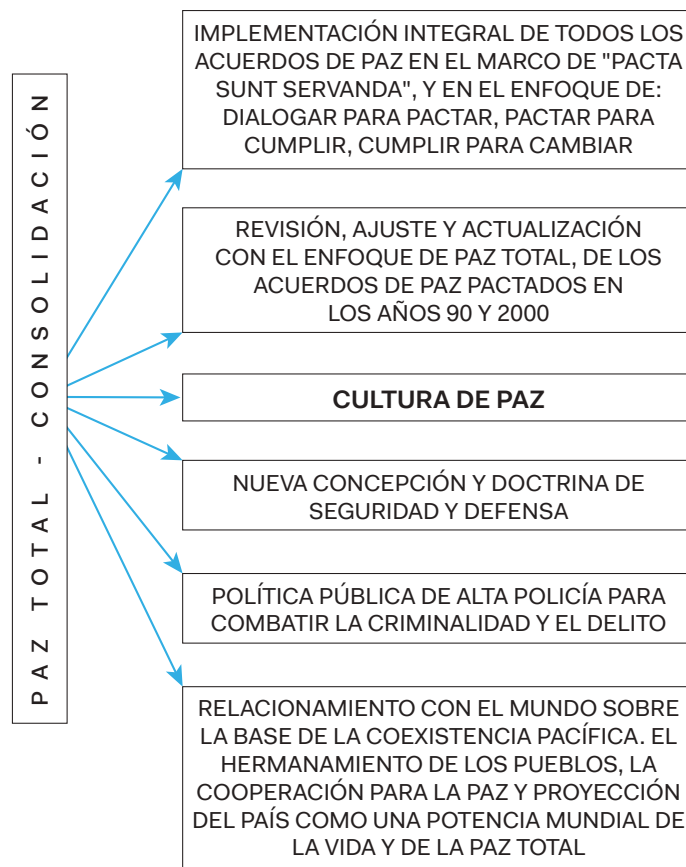 PAZ TOTAL - CONSOLIDACIÓN
IMPLEMENTACIÓN INTEGRAL DE TODOS LOS
ACUERDOS DE PAZ EN EL MARCO DE "PACTA
SUNT SERVANDA", Y EN EL ENFOQUE DE:
DIALOGAR PARA PACTAR, PACTAR PARA
CUMPLIR, CUMPLIR PARA CAMBIAR
REVISIÓN, AJUSTE Y ACTUALIZACIÓN
CON EL ENFOQUE DE PAZ TOTAL, DE LOS
ACUERDOS DE PAZ PACTADOS EN
LOS AÑOS 90 Y 2000
CULTURA DE PAZ
NUEVA CONCEPCIÓN Y DOCTRINA DE
SEGURIDAD Y DEFENSA
POLÍTICA PÚBLICA DE ALTA POLICÍA PARA
COMBATIR LA CRIMINALIDAD Y EL DELITO
RELACIONAMIENTO CON EL MUNDO SOBRE
LA BASE DE LA COEXISTENCIA PACÍFICA. EL
HERMANAMIENTO DE LOS PUEBLOS, LA
COOPERACIÓN PARA LA PAZ Y PROYECCIÓN
DEL PAÍS COMO UNA POTENCIA MUNDIAL DE
LA VIDA Y DE LA PAZ TOTAL